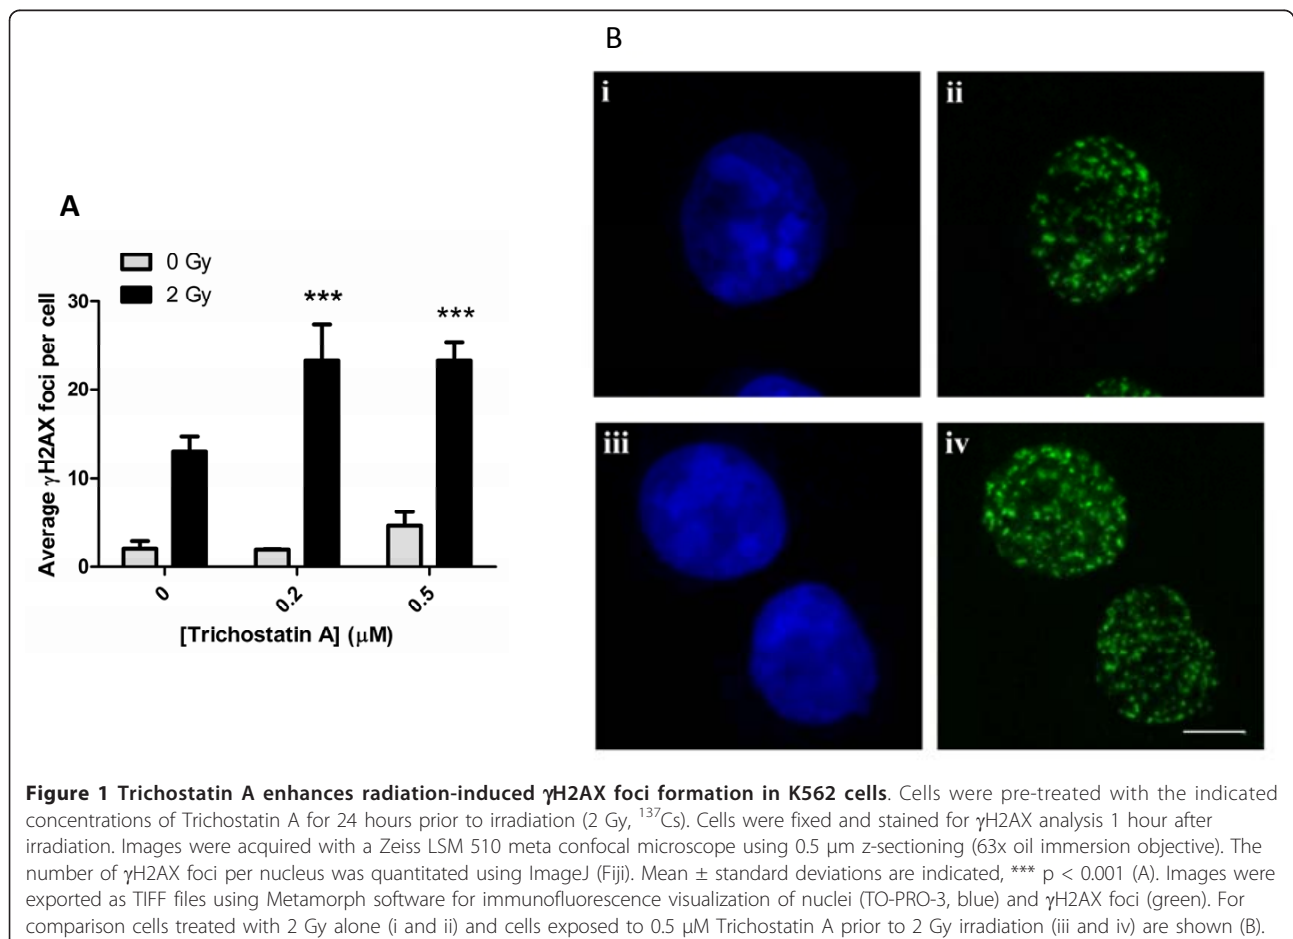 B
i
ii
A
0 Gy
2 Gy
Average γH2AX foci per cell
30
20
10
0
***
***
0
0.2
0.5
[Trichostatin A] (μM)
iii
iv
Figure 1 Trichostatin A enhances radiation-induced γH2AX foci formation in K562 cells. Cells were pre-treated with the indicated
concentrations of Trichostatin A for 24 hours prior to irradiation (2 Gy, ¹³⁷Cs). Cells were fixed and stained for γH2AX analysis 1 hour after
irradiation. Images were acquired with a Zeiss LSM 510 meta confocal microscope using 0.5 μm z-sectioning (63x oil immersion objective). The
number of γH2AX foci per nucleus was quantitated using ImageJ (Fiji). Mean ± standard deviations are indicated, *** p < 0.001 (A). Images were
exported as TIFF files using Metamorph software for immunofluorescence visualization of nuclei (TO-PRO-3, blue) and γH2AX foci (green). For
comparison cells treated with 2 Gy alone (i and ii) and cells exposed to 0.5 μM Trichostatin A prior to 2 Gy irradiation (iii and iv) are shown (B).